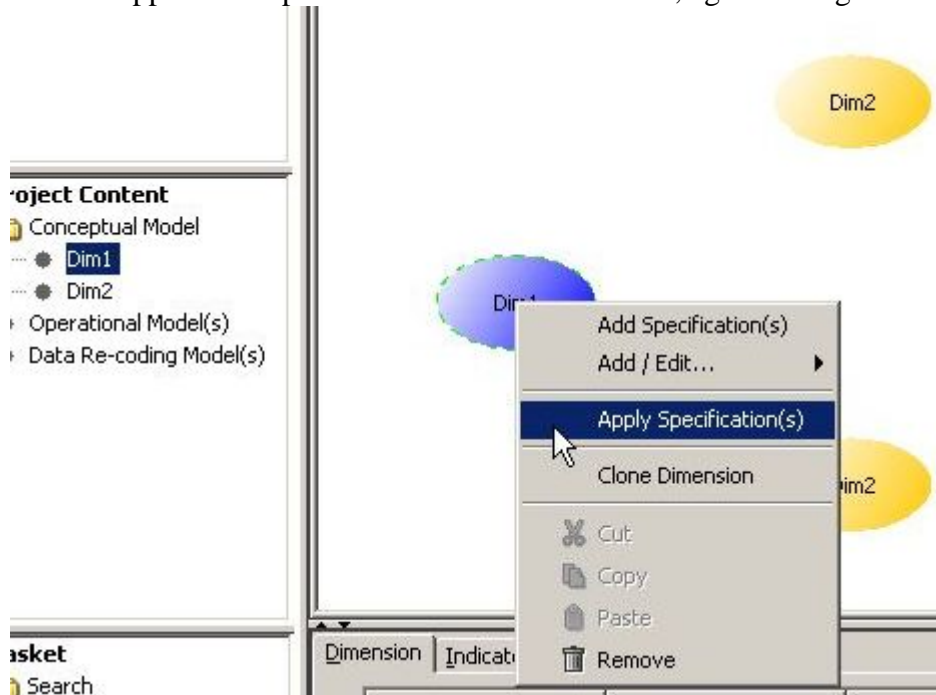 Dim2
roject Content
Conceptual Model
Dim1
Dim2
Operational Model(s)
Data Re-coding Model(s)
Add Specification(s)
Add / Edit...
Apply Specification(s)
Clone Dimension
im2
Cut
Copy
Paste
Remove
asket
Search
Dimension
Indicat